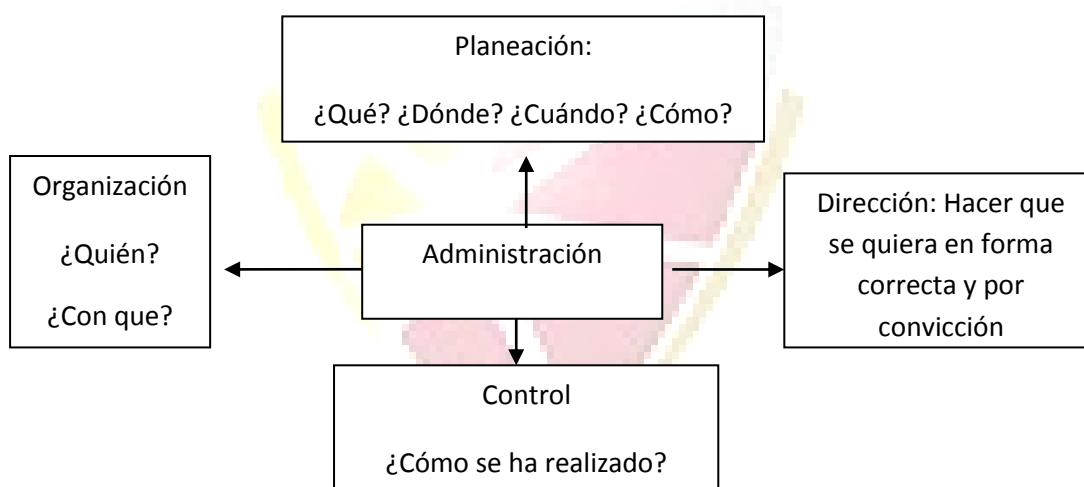 Planeación:
¿Qué? ¿Dónde? ¿Cuándo? ¿Cómo?
Organización
¿Quién?
¿Con que?
Administración
Dirección: Hacer que
se quiera en forma
correcta y por
convicción
Control
¿Cómo se ha realizado?